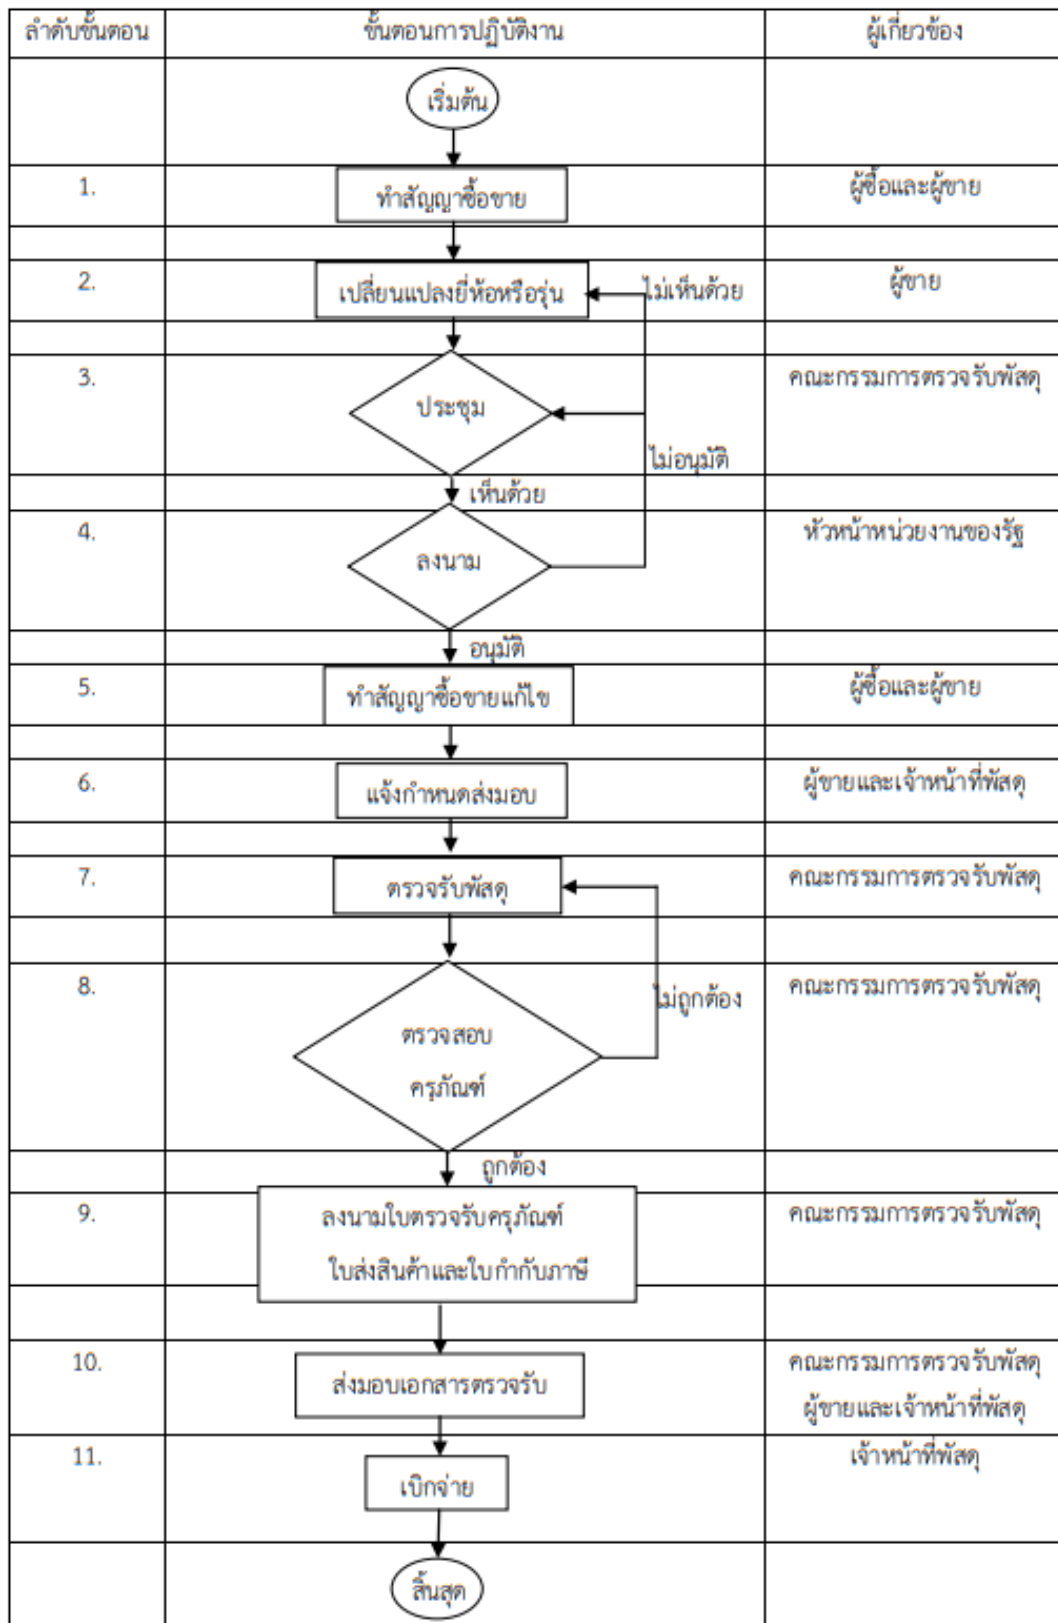 ลำดับขั้นตอน ขั้นตอนการปฏิบัติงาน ผู้เกี่ยวข้อง
เริ่มต้น
1. ทำสัญญาซื้อขาย ผู้ซื้อและผู้ขาย
2. เปลี่ยนแปลงยี่ห้อหรือรุ่น ไม่เห็นด้วย ผู้ขาย
3. ประชุม คณะกรรมการตรวจรับพัสดุ
ไม่อนุมัติ
เห็นด้วย
4. ลงนาม หัวหน้าหน่วยงานของรัฐ
อนุมัติ
5. ทำสัญญาซื้อขายแก้ไข ผู้ซื้อและผู้ขาย
6. แจ้งกำหนดส่งมอบ ผู้ขายและเจ้าหน้าที่พัสดุ
7. ตรวจรับพัสดุ คณะกรรมการตรวจรับพัสดุ
8. ไม่ถูกต้อง คณะกรรมการตรวจรับพัสดุ
ตรวจสอบ
ครุภัณฑ์
ถูกต้อง
9. ลงนามใบตรวจรับครุภัณฑ์ คณะกรรมการตรวจรับพัสดุ
ใบส่งสินค้าและใบกำกับภาษี
10. ส่งมอบเอกสารตรวจรับ คณะกรรมการตรวจรับพัสดุ
ผู้ขายและเจ้าหน้าที่พัสดุ
11. เบิกจ่าย เจ้าหน้าที่พัสดุ
สิ้นสุด